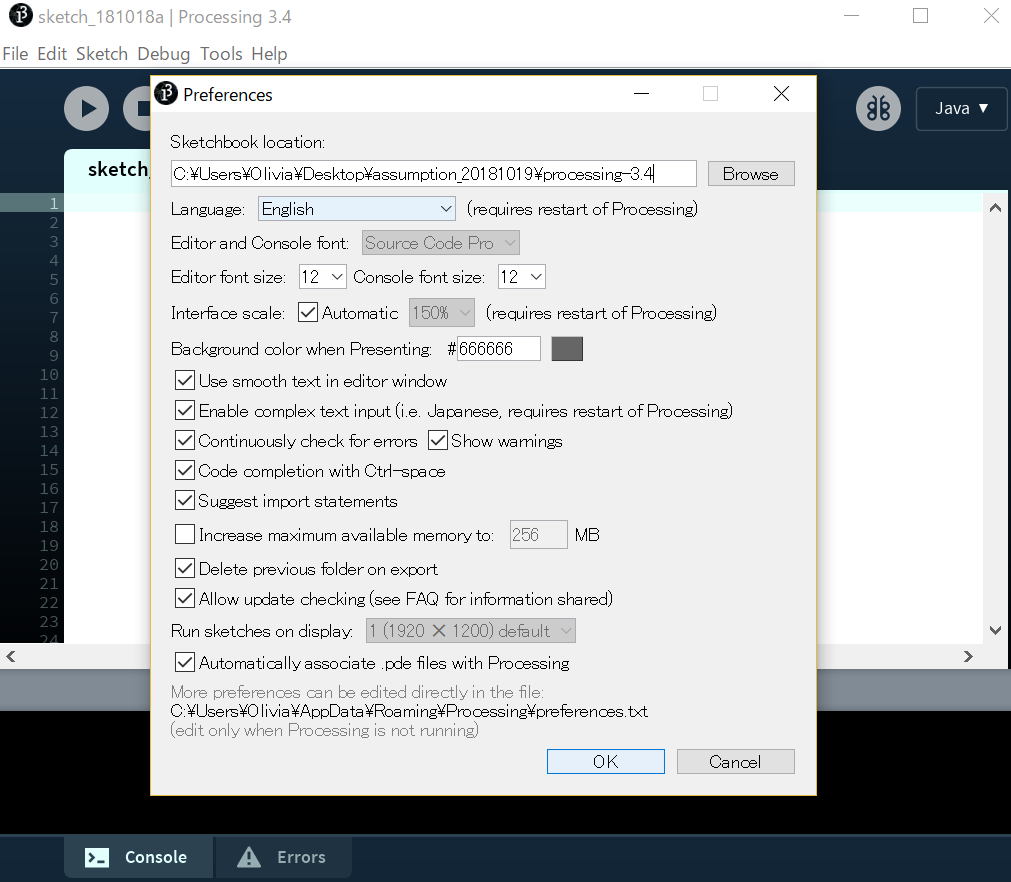 sketch_181018a | Processing 3.4
File Edit Sketch Debug Tools Help
Preferences
Java ▼
sketch_
Sketchbook location:
C:¥Users¥Olivia¥Desktop¥assumption_20181019¥processing-3.4
Browse
Language: English (requires restart of Processing)
Editor and Console font: Source Code Pro
Editor font size: 12 Console font size: 12
Interface scale: Automatic 150% (requires restart of Processing)
Background color when Presenting: #666666
Use smooth text in editor window
Enable complex text input (i.e. Japanese, requires restart of Processing)
Continuously check for errors Show warnings
Code completion with Ctrl-space
Suggest import statements
Increase maximum available memory to: 256 MB
Delete previous folder on export
Allow update checking (see FAQ for information shared)
Run sketches on display: 1 (1920 × 1200) default
Automatically associate .pde files with Processing
More preferences can be edited directly in the file:
C:¥Users¥Olivia¥AppData¥Roaming¥Processing¥preferences.txt
(edit only when Processing is not running)
OK Cancel
1
2
3
4
5
6
7
8
9
10
11
12
13
14
15
16
17
18
19
20
21
22
23
24
Console Errors